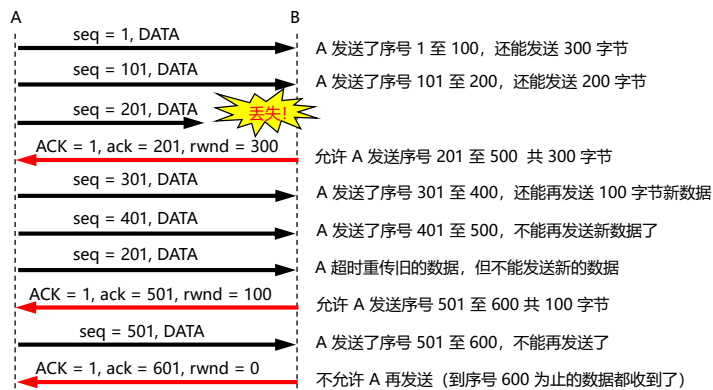 A B
seq = 1, DATA A 发送了序号 1 至 100，还能发送 300 字节
seq = 101, DATA A 发送了序号 101 至 200，还能发送 200 字节
seq = 201, DATA 丢失!
ACK = 1, ack = 201, rwnd = 300 允许 A 发送序号 201 至 500 共 300 字节
seq = 301, DATA A 发送了序号 301 至 400，还能再发送 100 字节新数据
seq = 401, DATA A 发送了序号 401 至 500，不能再发送新数据了
seq = 201, DATA A 超时重传旧的数据，但不能发送新的数据
ACK = 1, ack = 501, rwnd = 100 允许 A 发送序号 501 至 600 共 100 字节
seq = 501, DATA A 发送了序号 501 至 600，不能再发送了
ACK = 1, ack = 601, rwnd = 0 不允许 A 再发送（到序号 600 为止的数据都收到了）